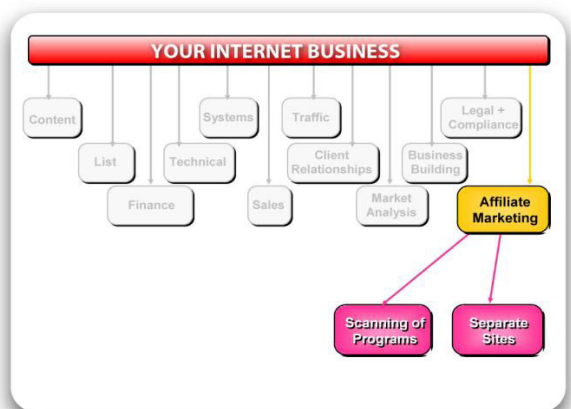 YOUR INTERNET BUSINESS
Content
Systems
Traffic
Legal +
Compliance
List
Technical
Client
Relationships
Business
Building
Finance
Sales
Market
Analysis
Affiliate
Marketing
Scanning of
Programs
Separate
Sites